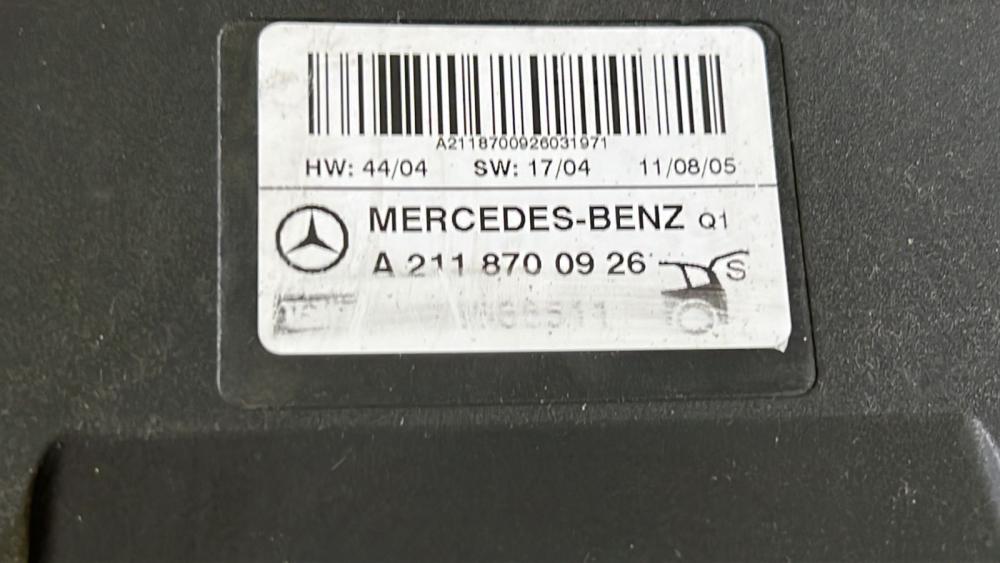 A2118700926031971
HW: 44/04 SW: 17/04 11/08/05
MERCEDES-BENZ Q1
A 211 870 09 26 S